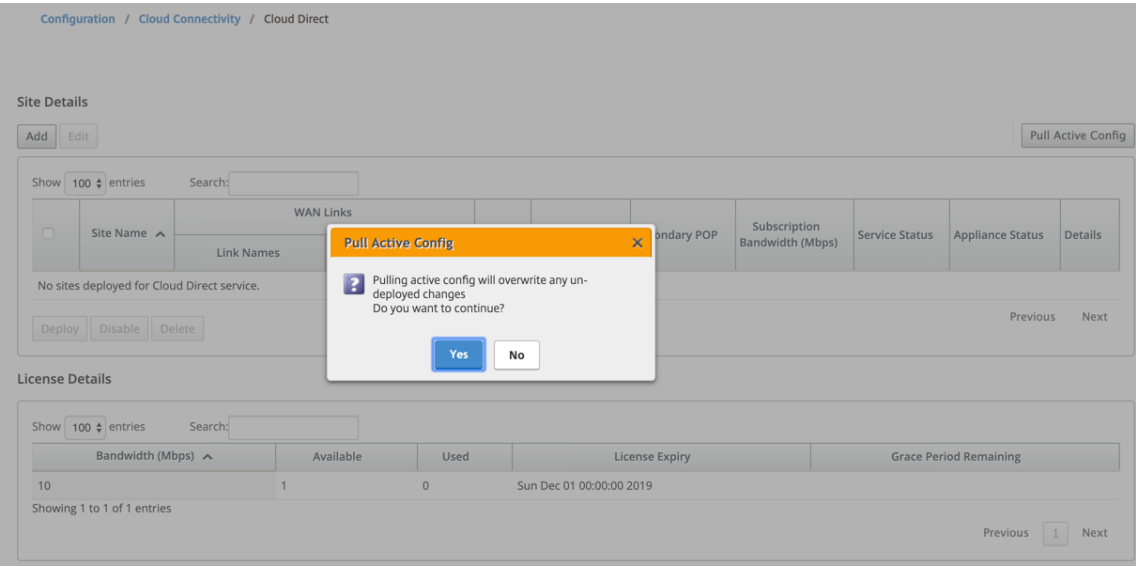 Configuration / Cloud Connectivity / Cloud Direct
Site Details
Add Edit Pull Active Config
Show 100 entries Search:
WAN Links
Site Name Link Names ondary POP Subscription Bandwidth (Mbps) Service Status Appliance Status Details
No sites deployed for Cloud Direct service.
Previous Next
Deploy Disable Delete
Pull Active Config
?
Pulling active config will overwrite any un-
deployed changes
Do you want to continue?
Yes No
License Details
Show 100 entries Search:
Bandwidth (Mbps) Available Used License Expiry Grace Period Remaining
10 1 0 Sun Dec 01 00:00:00 2019
Showing 1 to 1 of 1 entries
Previous 1 Next